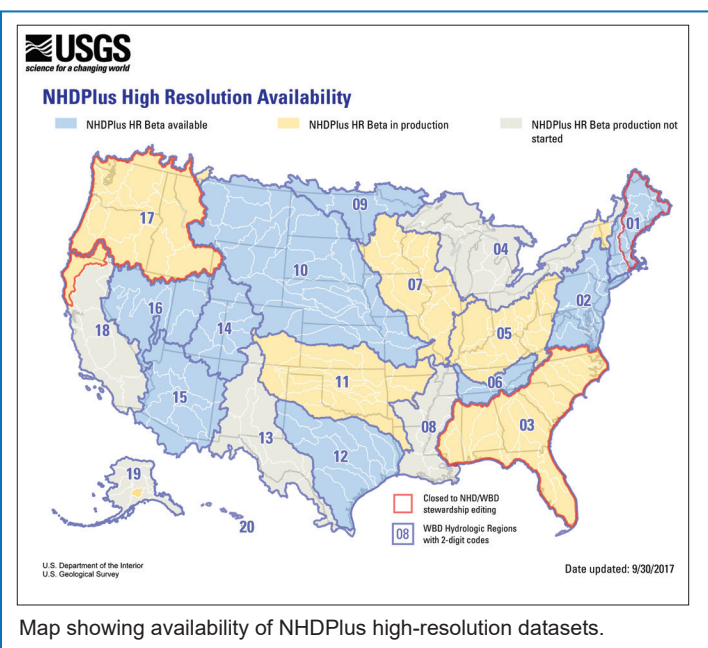 USGS
science for a changing world
NHDPlus High Resolution Availability
NHDPlus HR Beta available
NHDPlus HR Beta in production
NHDPlus HR Beta production not
started
17
09
01
04
10
02
07
16
05
18
14
06
11
15
03
08
13
12
19
20
Closed to NHD/WBD
stewardship editing
08
WBD Hydrologic Regions
with 2-digit codes
U.S. Department of the Interior
U.S. Geological Survey
Date updated: 9/30/2017
Map showing availability of NHDPlus high-resolution datasets.